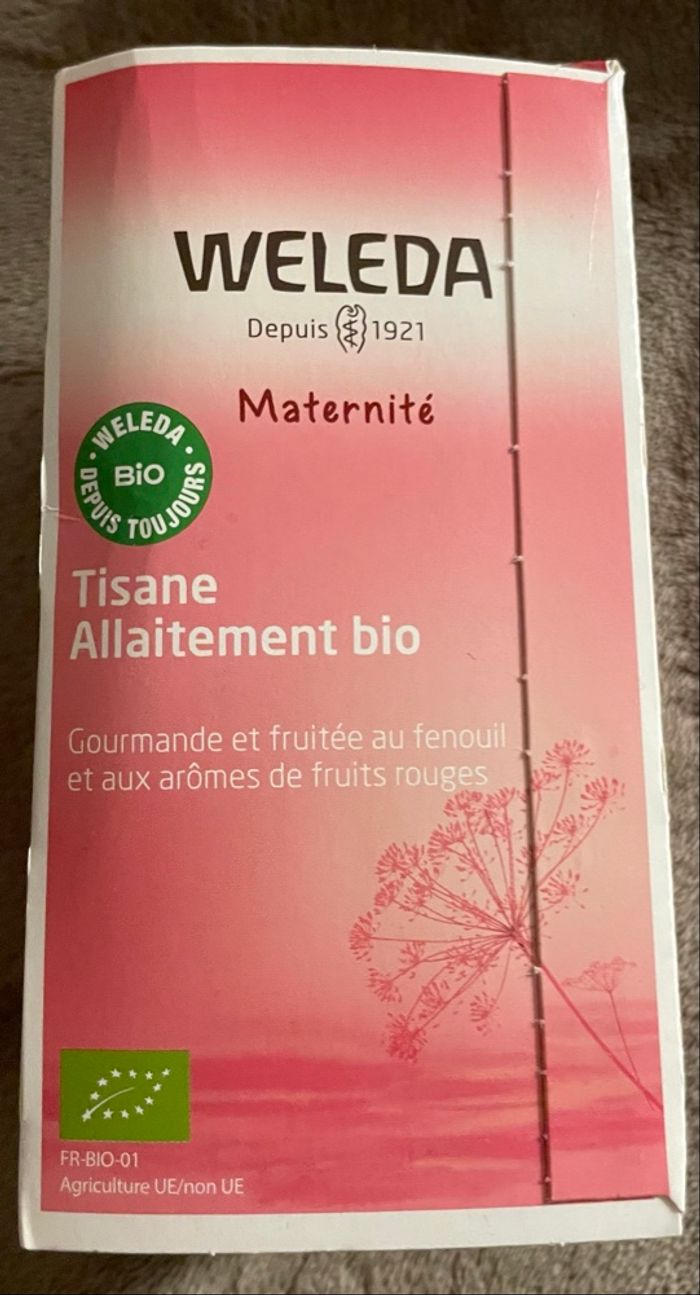 WELEDA
Depuis 1921
Maternité
WELEDA
BiO
DEPUIS TOUJOURS
Tisane
Allaitement bio
Gourmande et fruitée au fenouil
et aux arômes de fruits rouges
FR-BIO-01
Agriculture UE/non UE